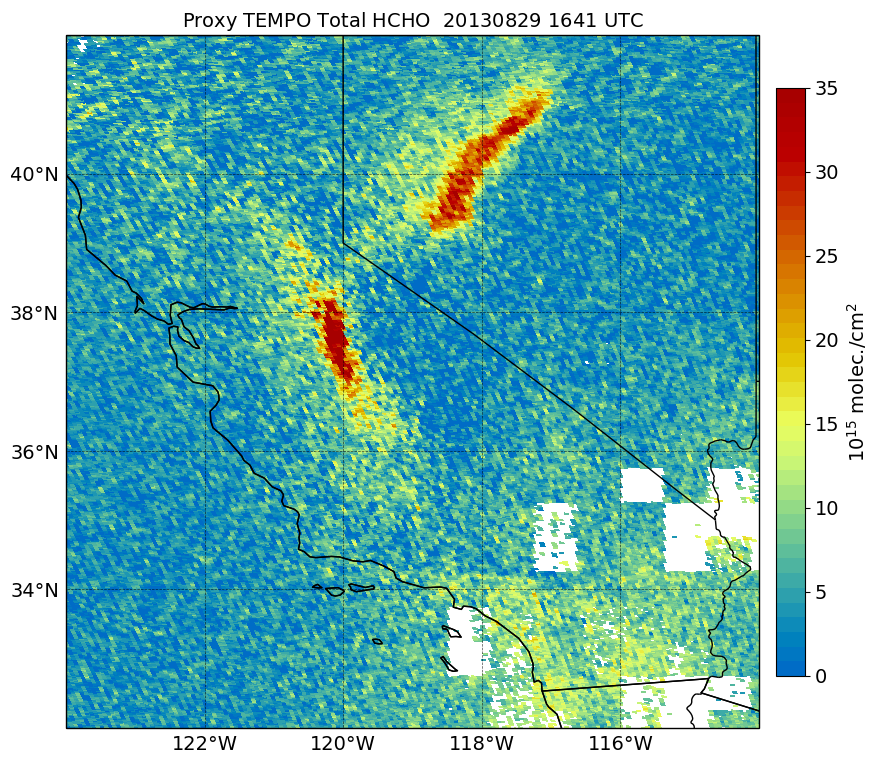 Proxy TEMPO Total HCHO  20130829 1641 UTC
35
40°N
30
25
38°N
20
15
36°N
10
5
34°N
0
10¹⁵ molec./cm²
122°W 120°W 118°W 116°W